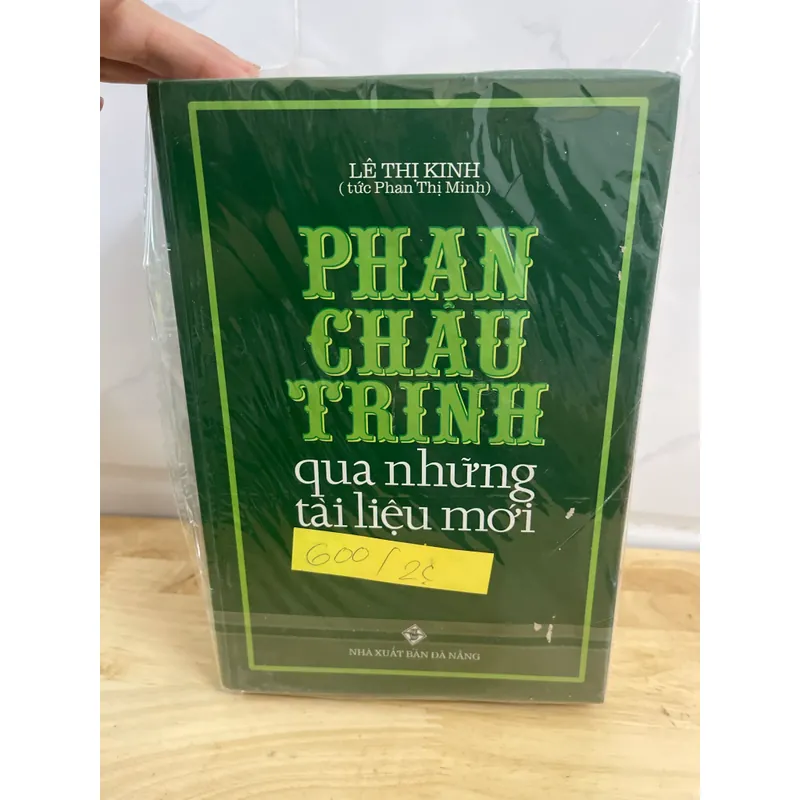 LÊ THỊ KINH
( tức Phan Thị Minh)
PHAN
CHÂU
TRINH
qua những
tài liệu mới
600/2c
NHÀ XUẤT BẢN ĐÀ NẴNG